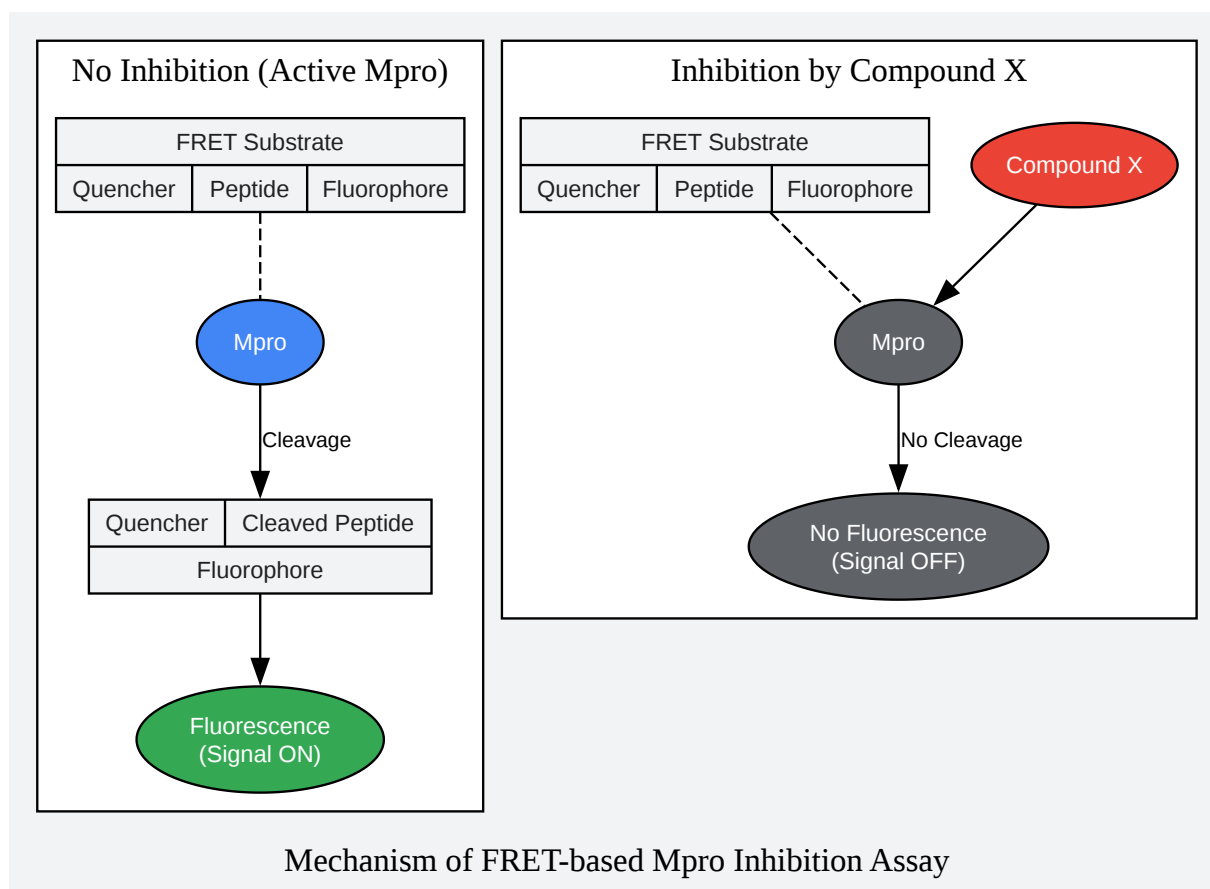 No Inhibition (Active Mpro)
FRET Substrate
Quencher Peptide Fluorophore
Mpro
Cleavage
Quencher Cleaved Peptide
Fluorophore
Fluorescence
(Signal ON)
Inhibition by Compound X
FRET Substrate
Quencher Peptide Fluorophore
Compound X
Mpro
No Cleavage
No Fluorescence
(Signal OFF)
Mechanism of FRET-based Mpro Inhibition Assay